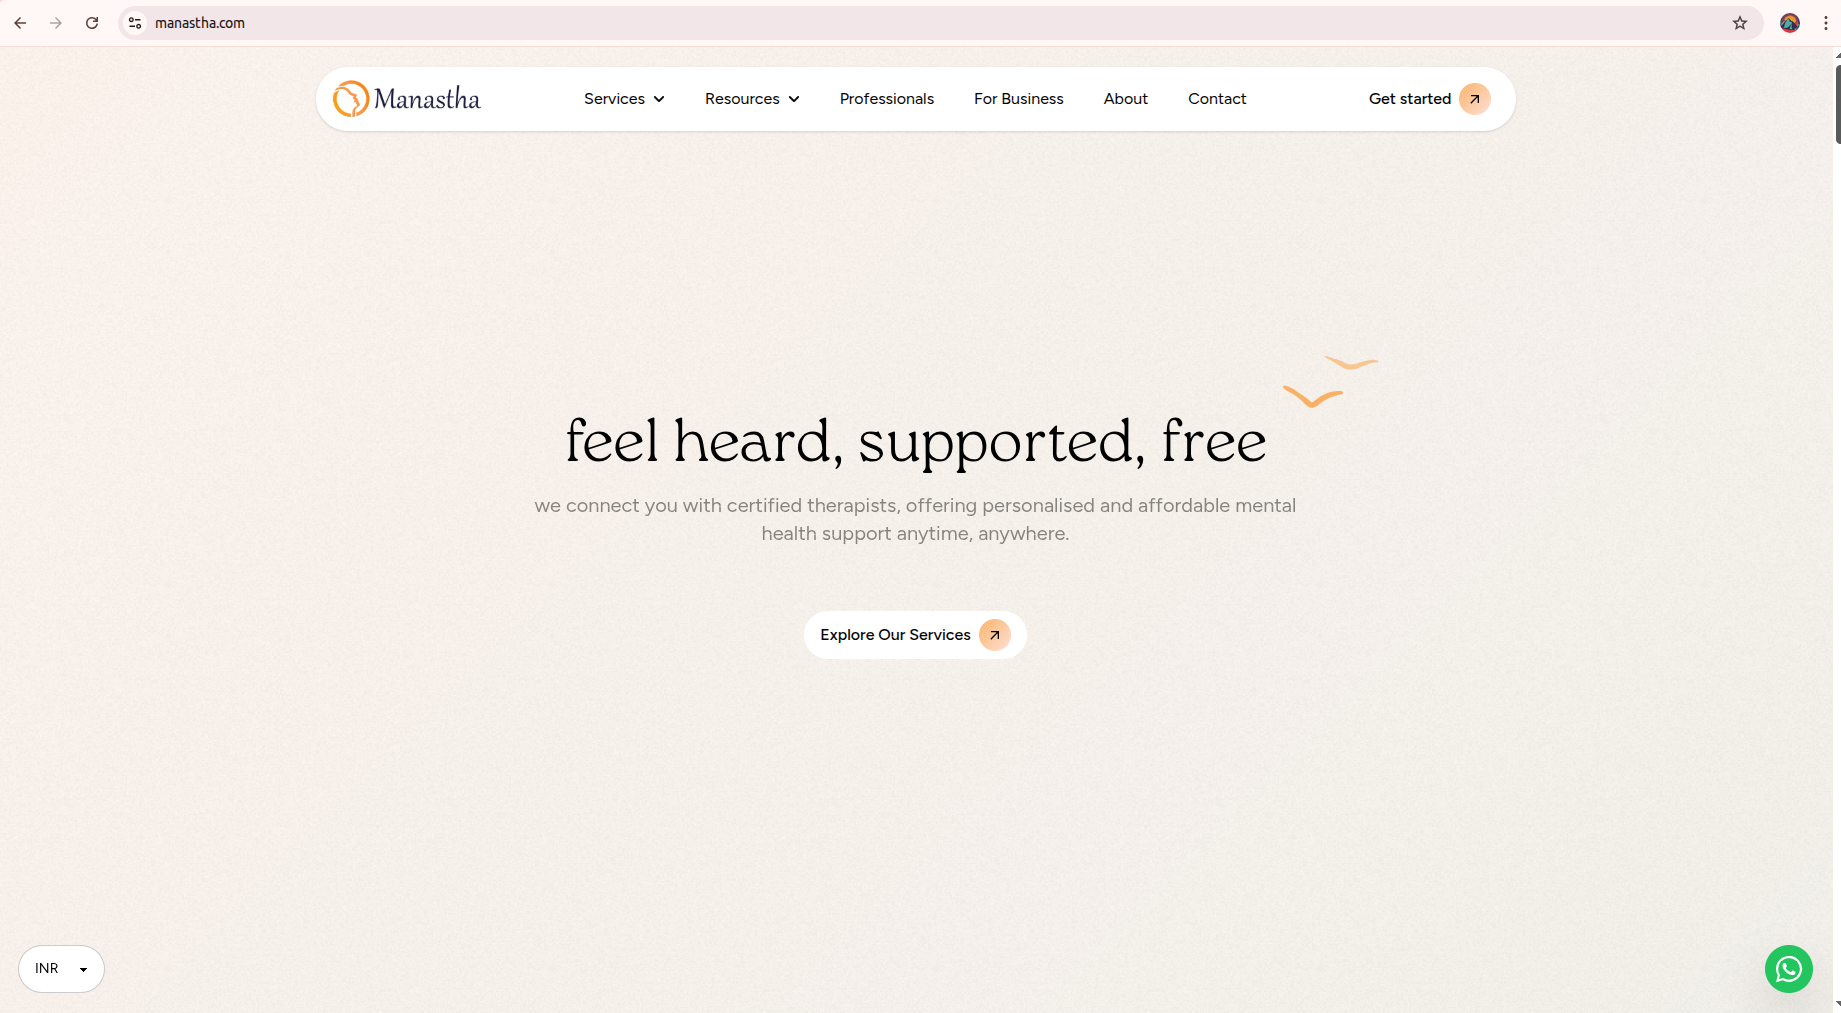 manastha.com
Manastha
Services
Resources
Professionals
For Business
About
Contact
Get started
feel heard, supported, free
we connect you with certified therapists, offering personalised and affordable mental
health support anytime, anywhere.
Explore Our Services
INR